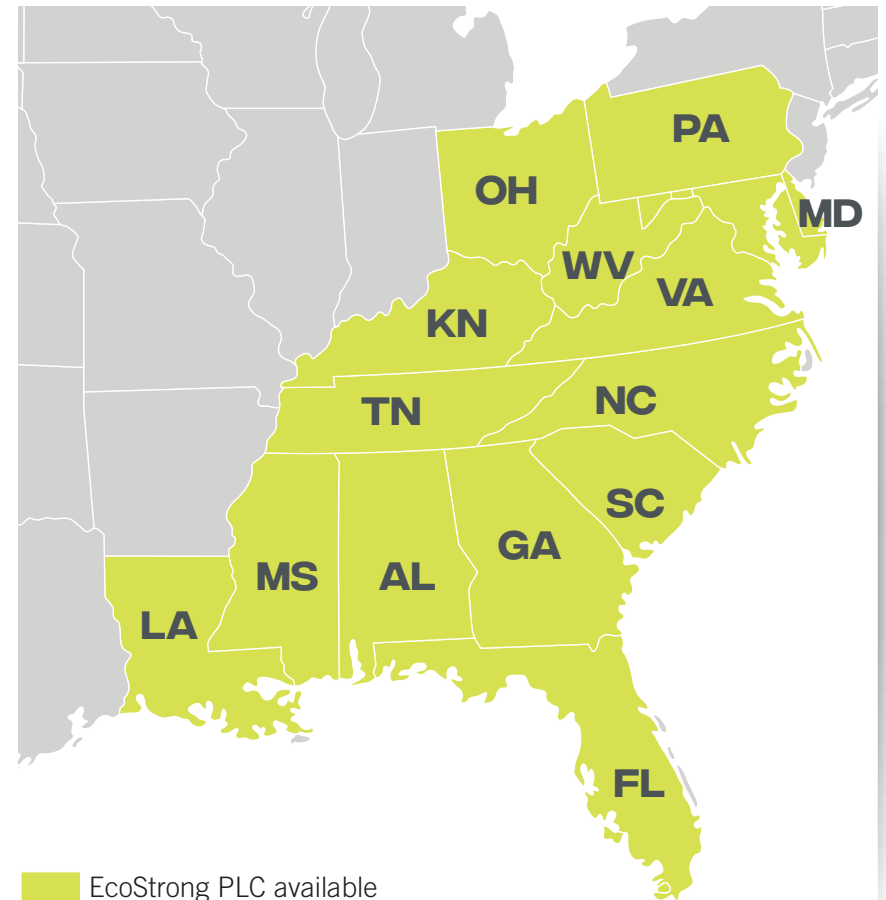 PA
OH
MD
WV
VA
KN
NC
TN
SC
GA
MS
AL
LA
FL
EcoStrong PLC available